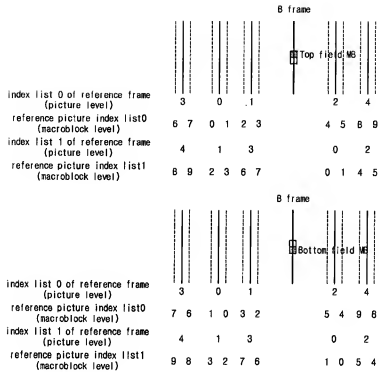 B frame
Top field MB
index list 0 of reference frame
(picture level)
3 0 .1 2 4
reference picture index list0
(macroblock level)
6 7 0 1 2 3 4 5 8 9
index list 1 of reference frame
(picture level)
4 1 3 0 2
reference picture index list1
(macroblock level)
8 9 2 3 6 7 0 1 4 5
B frame
Bottom field MB
index list 0 of reference frame
(picture level)
3 0 1 2 4
reference picture index list0
(macroblock level)
7 6 1 0 3 2 5 4 9 8
index list 1 of reference frame
(picture level)
4 1 3 0 2
reference picture index list1
(macroblock level)
9 8 3 2 7 6 1 0 5 4